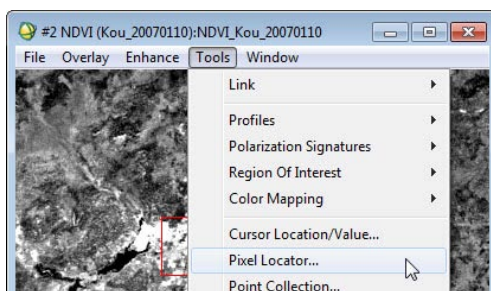 #2 NDVI (Kou_20070110):NDVI_Kou_20070110
File Overlay Enhance Tools Window
Link
Profiles
Polarization Signatures
Region Of Interest
Color Mapping
Cursor Location/Value...
Pixel Locator...
Point Collection...